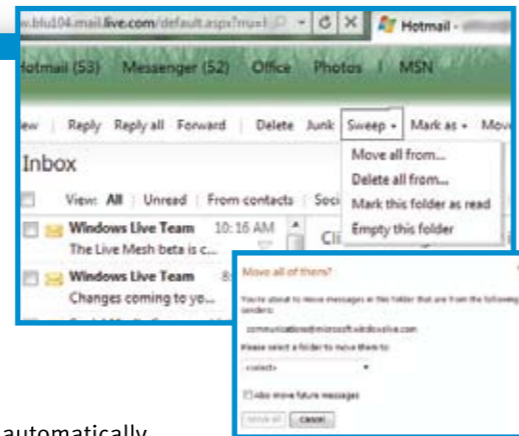 w.blu104.mail.live.com/default.aspx?rru=
Hotmail -
Hotmail (53) Messenger (52) Office Photos | MSN
ew | Reply Reply all Forward | Delete Junk Sweep Mark as Mov
Move all from...
Delete all from...
Mark this folder as read
Empty this folder
Inbox
View: All | Unread | From contacts | Soci
Windows Live Team 10:16 AM
The Live Mesh beta is c...
Windows Live Team 8:
Changes coming to yo...
Move all of them?
You're about to move messages in this folder that are from the following
senders:
communications@microsoft.windowslive.com
Please select a folder to move them to:
<select>
Also move future messages
Move all Cancel
automatically